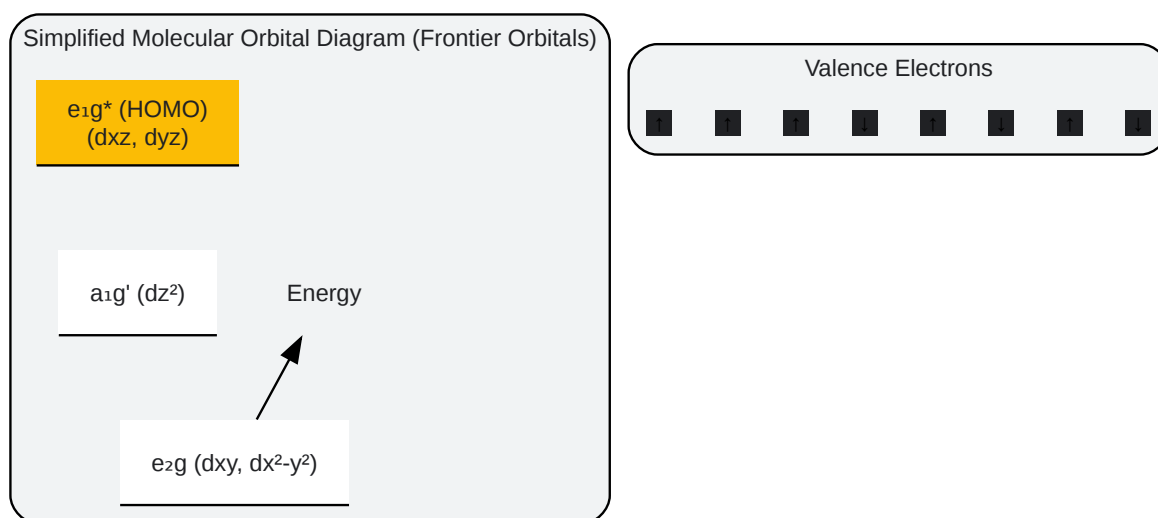 Simplified Molecular Orbital Diagram (Frontier Orbitals)
e₁g* (HOMO)
(dxz, dyz)
a₁g' (dz²)
Energy
e₂g (dxy, dx²-y²)
Valence Electrons
↑ ↑ ↑ ↓ ↑ ↓ ↑ ↓